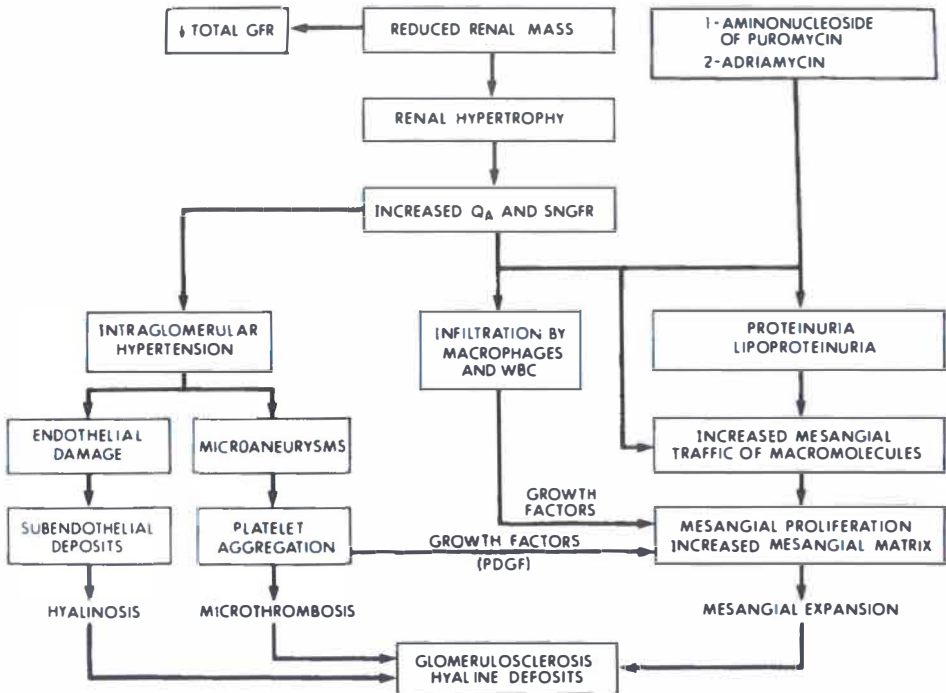 ↓ TOTAL GFR
REDUCED RENAL MASS
1-AMINONUCLEOSIDE
OF PUROMYCIN
2-ADRIAMYCIN
RENAL HYPERTROPHY
INCREASED QA AND SNGFR
INTRAGLOMERULAR
HYPERTENSION
INFILTRATION BY
MACROPHAGES
AND WBC
PROTEINURIA
LIPOPROTEINURIA
ENDOTHELIAL
DAMAGE
MICROANEURYSMS
INCREASED MESANGIAL
TRAFFIC OF MACROMOLECULES
GROWTH
FACTORS
SUBENDOTHELIAL
DEPOSITS
PLATELET
AGGREGATION
GROWTH FACTORS
(PDGF)
MESANGIAL PROLIFERATION
INCREASED MESANGIAL MATRIX
HYALINOSIS
MICROTHROMBOSIS
MESANGIAL EXPANSION
GLOMERULOSCLEROSIS
HYALINE DEPOSITS